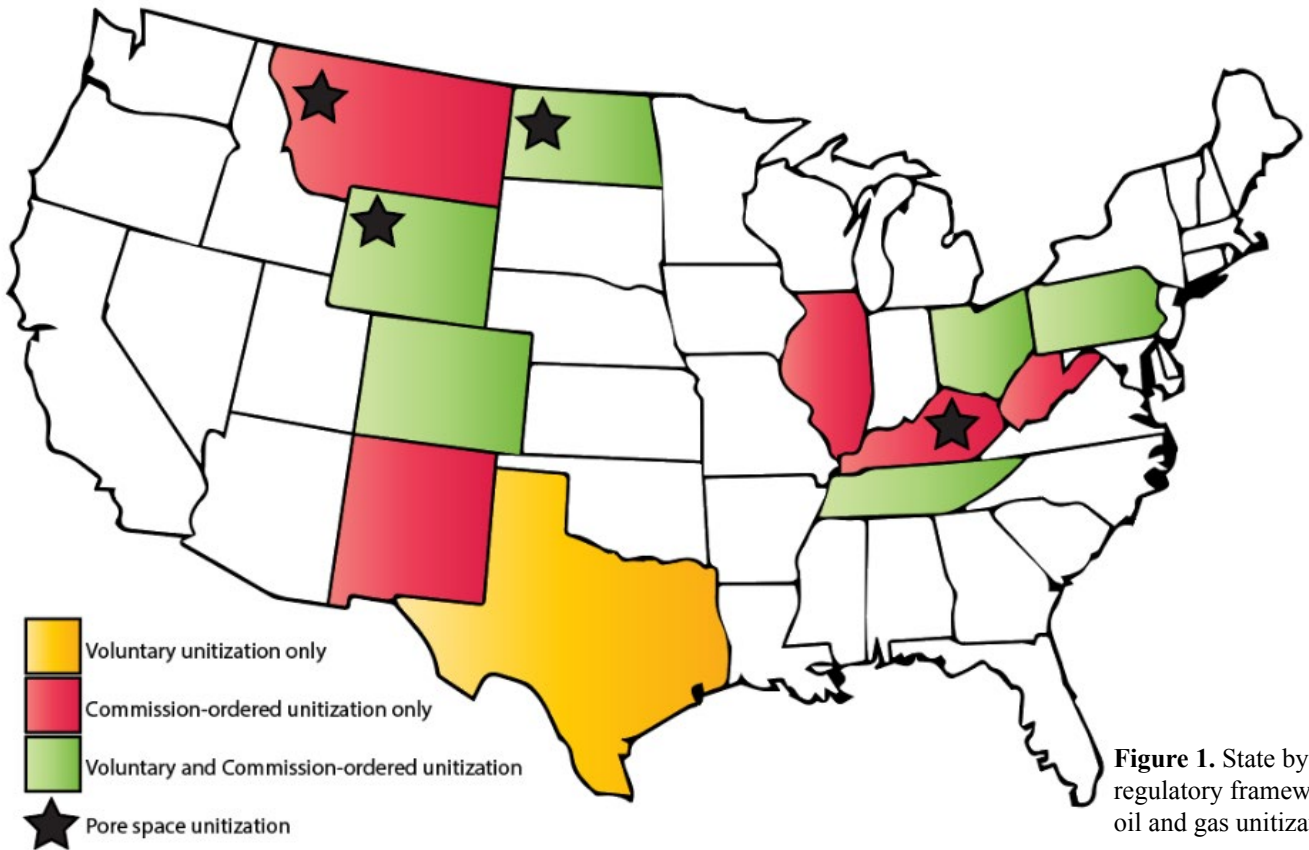 Voluntary unitization only
Commission-ordered unitization only
Voluntary and Commission-ordered unitization
Pore space unitization
Figure 1. State by
regulatory framew
oil and gas unitiza